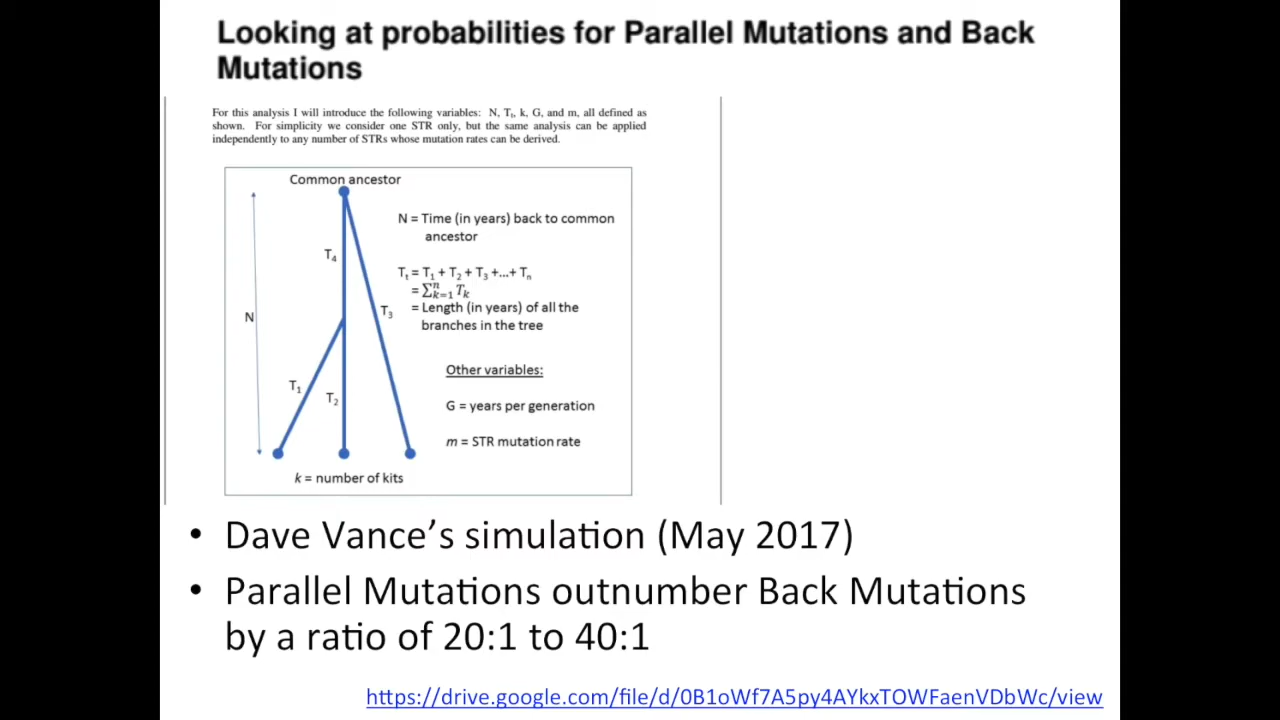 Looking at probabilities for Parallel Mutations and Back
Mutations
For this analysis I will introduce the following variables: N, Tₜ, k, G, and m, all defined as
shown. For simplicity we consider one STR only, but the same analysis can be applied
independently to any number of STRs whose mutation rates can be derived.
Common ancestor
N = Time (in years) back to common
ancestor
T₄
Tₜ = T₁ + T₂ + T₃ +...+ Tₙ
= ∑ⁿₖ₌₁ Tₖ
= Length (in years) of all the
branches in the tree
N
T₃
Other variables:
T₁
T₂
G = years per generation
m = STR mutation rate
k = number of kits
• Dave Vance’s simulation (May 2017)
• Parallel Mutations outnumber Back Mutations
by a ratio of 20:1 to 40:1
https://drive.google.com/file/d/0B1oWf7A5py4AYkxTOWFaenVDbWc/view